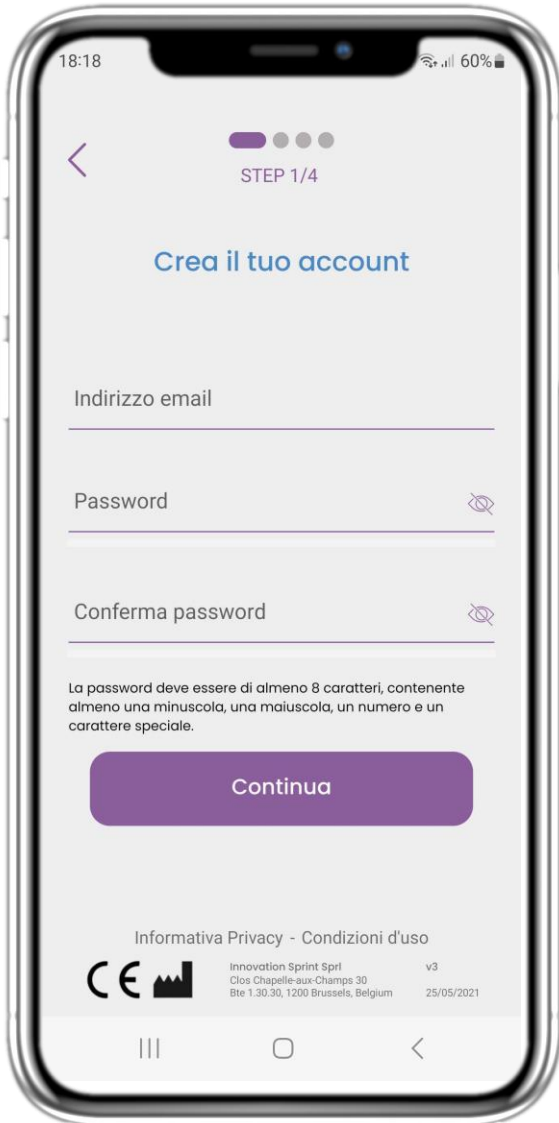 18:18
60%
STEP 1/4
Crea il tuo account
Indirizzo email
Password
Conferma password
La password deve essere di almeno 8 caratteri, contenente
almeno una minuscola, una maiuscola, un numero e un
carattere speciale.
Continua
Informativa Privacy - Condizioni d'uso
CE
Innovation Sprint Sprl
Clos Chapelle-aux-Champs 30
Bte 1.30.30, 1200 Brussels, Belgium
v3
25/05/2021